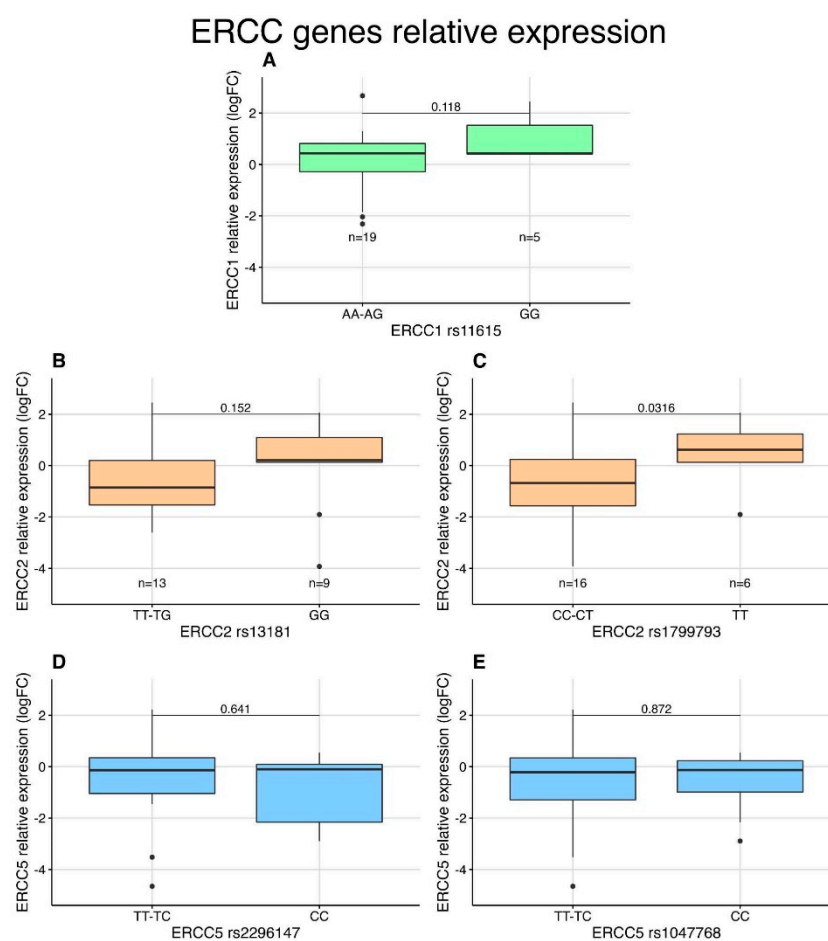 ERCC genes relative expression
A
ERCC1 relative expression (logFC)
2
0
-2
-4
0.118
n=19
n=5
AA-AG
GG
ERCC1 rs11615
B
ERCC2 relative expression (logFC)
2
0
-2
-4
0.152
n=13
n=9
TT-TG
GG
ERCC2 rs13181
C
ERCC2 relative expression (logFC)
2
0
-2
-4
0.0316
n=16
n=6
CC-CT
TT
ERCC2 rs1799793
D
ERCC5 relative expression (logFC)
2
0
-2
-4
0.641
TT-TC
CC
ERCC5 rs2296147
E
ERCC5 relative expression (logFC)
2
0
-2
-4
0.872
TT-TC
CC
ERCC5 rs1047768